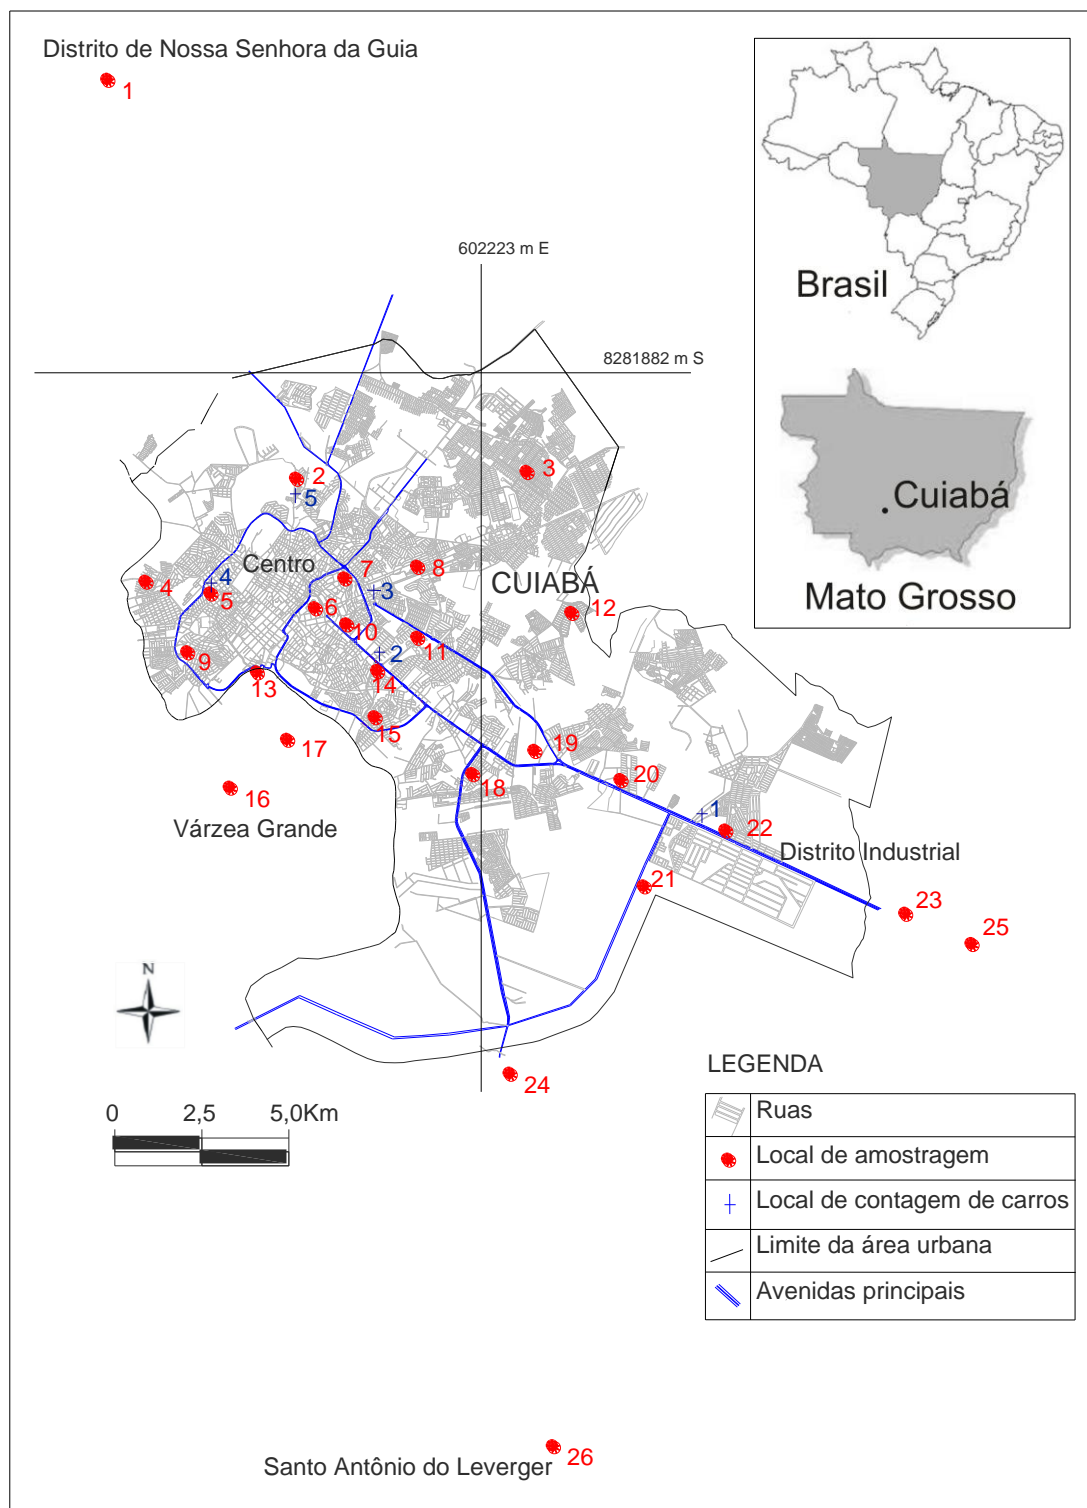 Distrito de Nossa Senhora da Guia
1
Brasil
602223 m E
8281882 m S
Cuiabá
Mato Grosso
2
5
3
Centro
4
4
5
7
8
3
CUIABÁ
6
10
12
2
11
9
13
14
15
17
19
16
18
20
Várzea Grande
1
22
Distrito Industrial
21
23
25
N
24
LEGENDA
0 2,5 5,0Km
Ruas
Local de amostragem
Local de contagem de carros
Limite da área urbana
Avenidas principais
26
Santo Antônio do Leverger